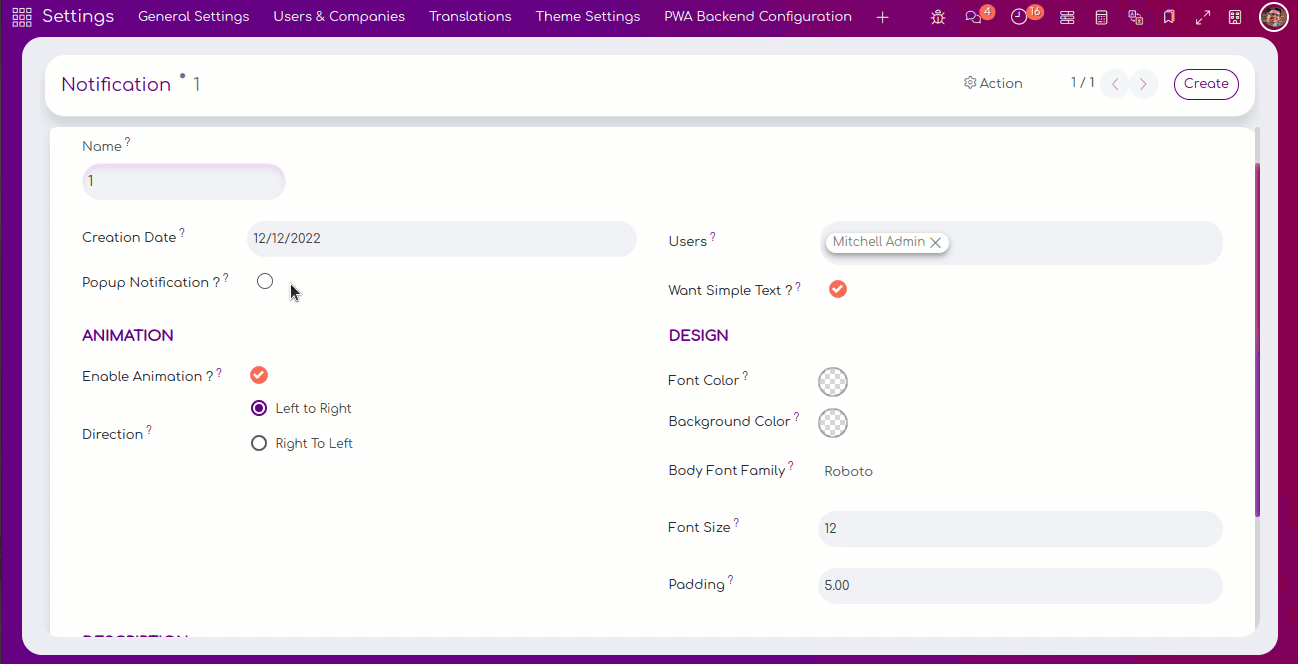 Settings General Settings Users & Companies Translations Theme Settings PWA Backend Configuration + 4 16
Notification 1 Action 1 / 1 Create
Name ?
1
Creation Date ? 12/12/2022 Users ? Mitchell Admin
Popup Notification ? ? Want Simple Text ? ?
ANIMATION DESIGN
Enable Animation ? ? Font Color ?
Left to Right
Background Color ?
Direction ? Right To Left
Body Font Family ? Roboto
Font Size ? 12
Padding ? 5.00
DESCRIPTION